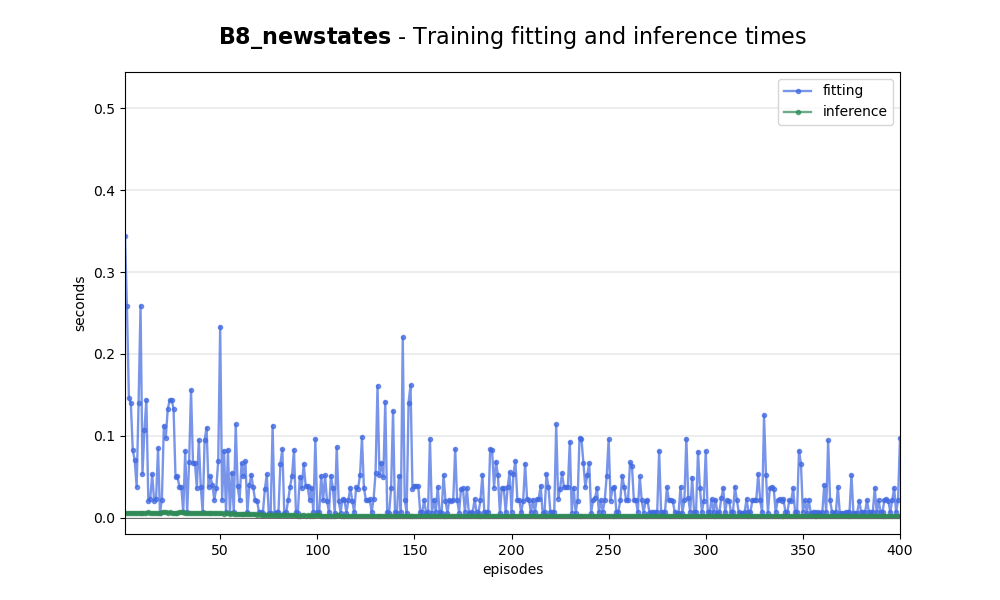 B8_newstates - Training fitting and inference times
fitting
inference
0.5
0.4
0.3
0.2
0.1
0.0
seconds
50
100
150
200
250
300
350
400
episodes